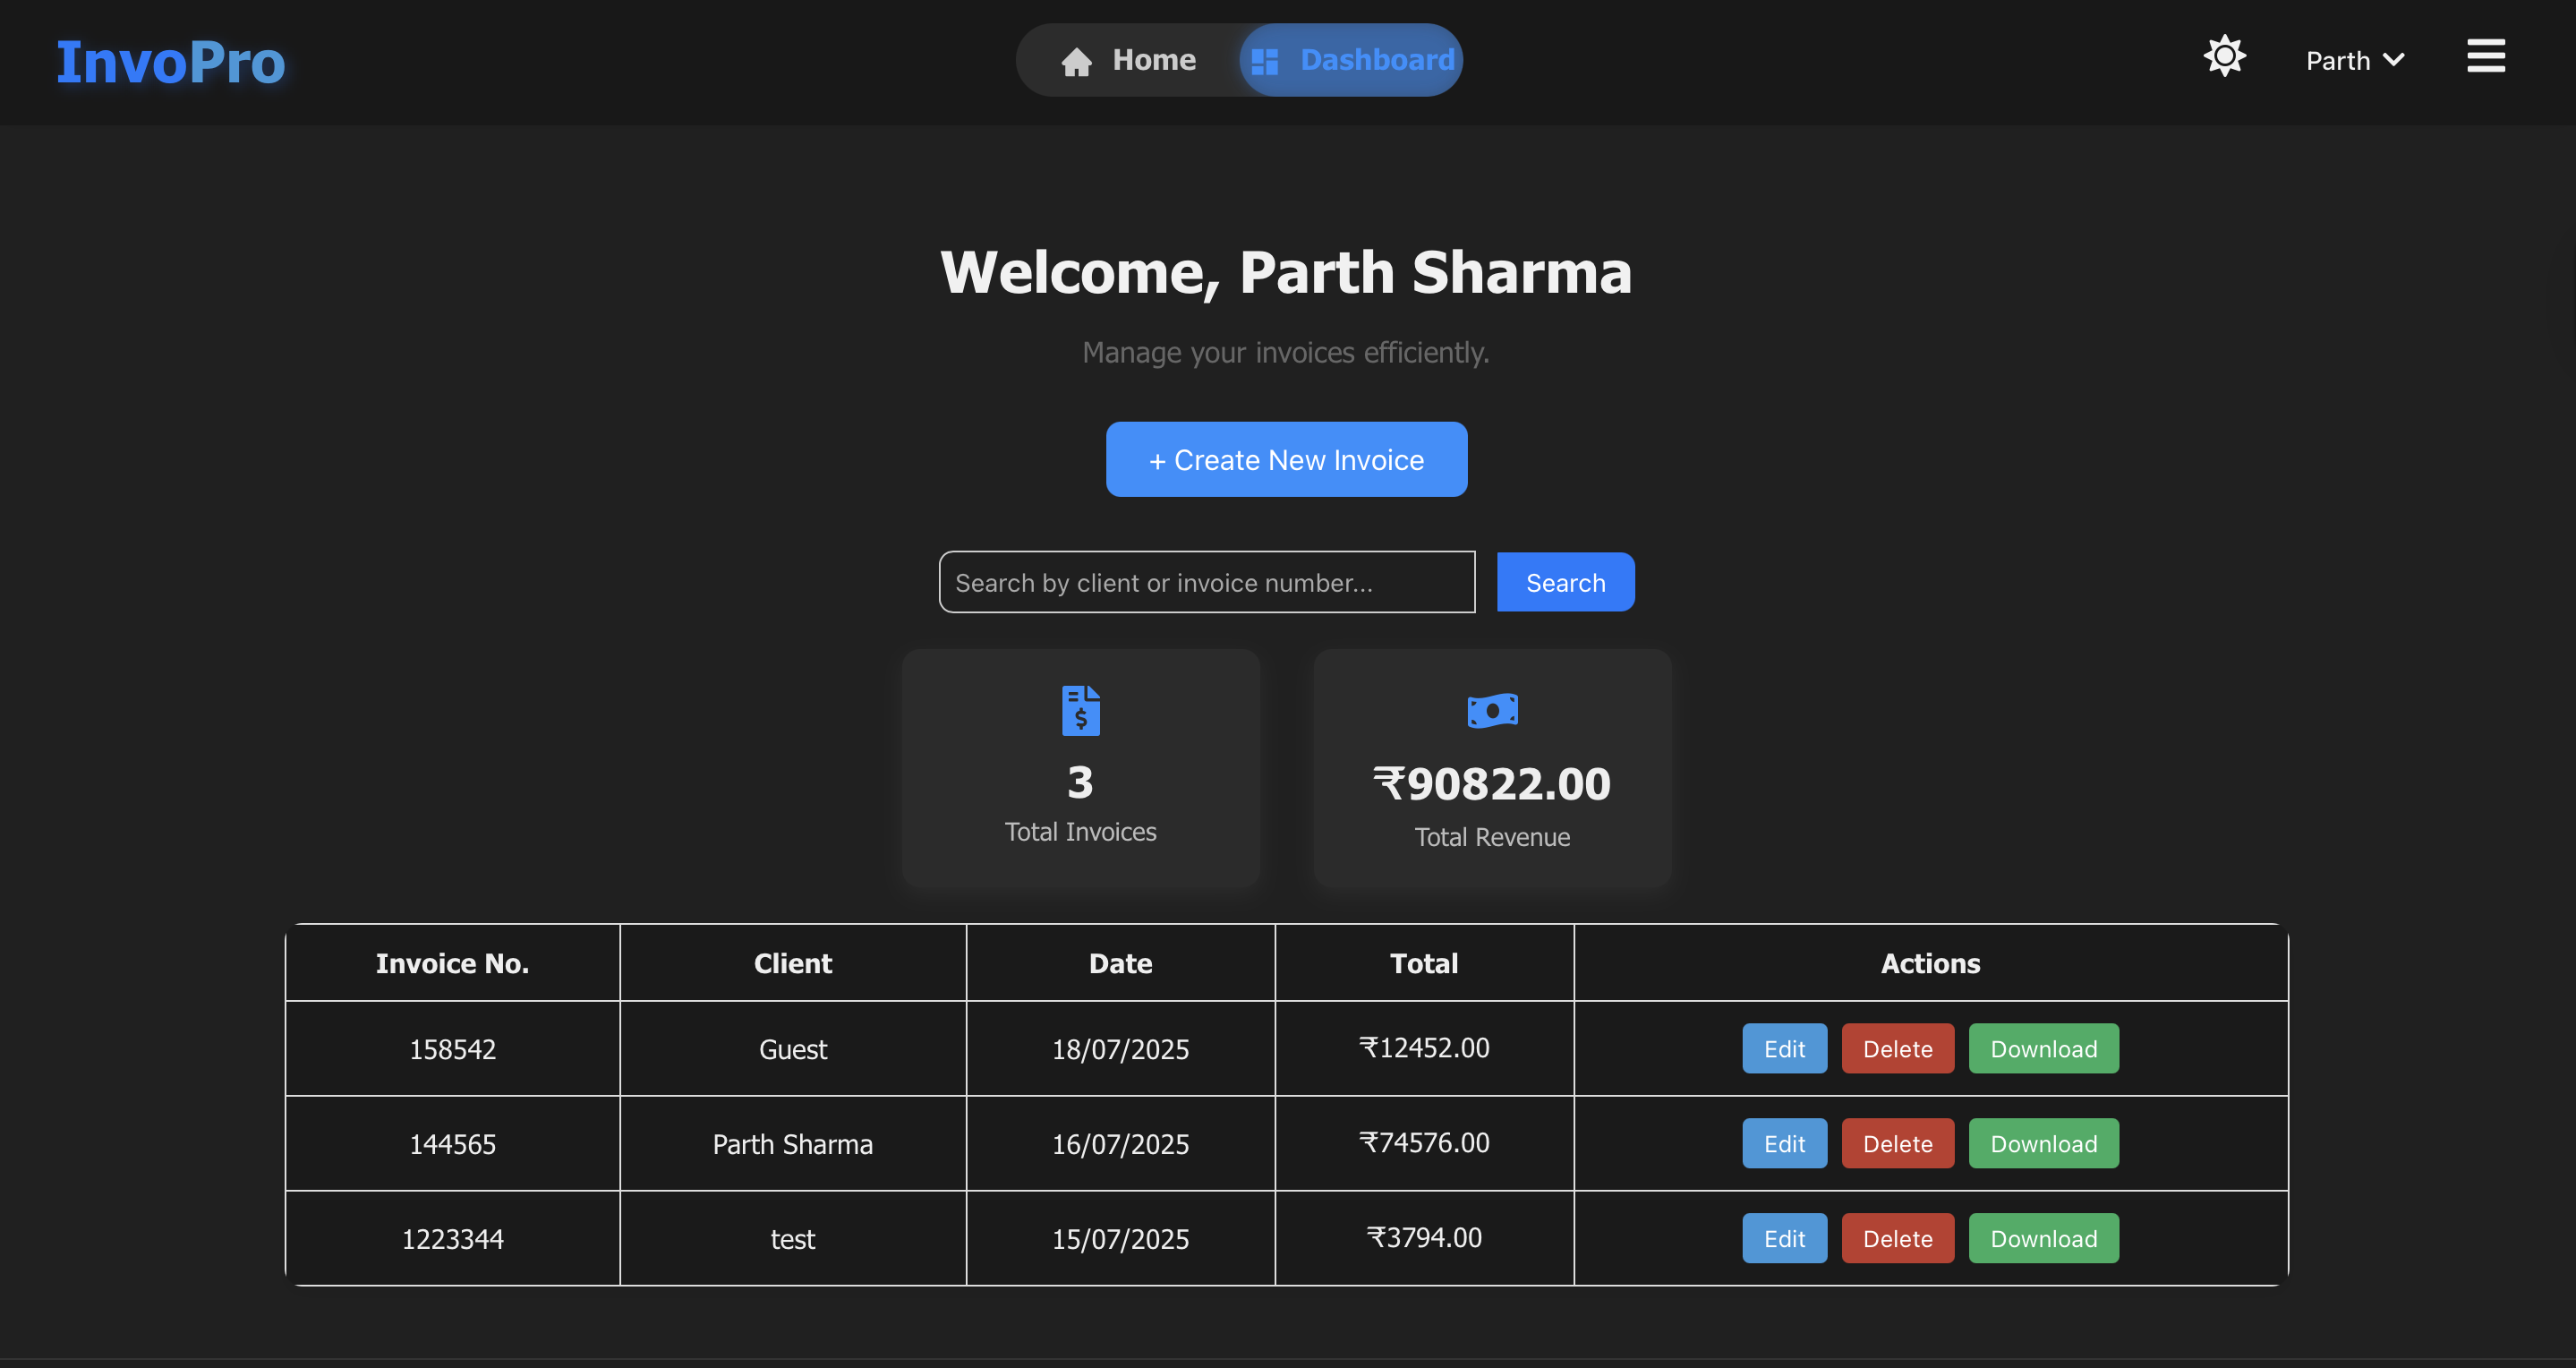 InvoPro
Home Dashboard
Parth
Welcome, Parth Sharma
Manage your invoices efficiently.
+ Create New Invoice
Search by client or invoice number... Search
$
3
Total Invoices
₹90822.00
Total Revenue
Invoice No. Client Date Total Actions
158542 Guest 18/07/2025 ₹12452.00 Edit Delete Download
144565 Parth Sharma 16/07/2025 ₹74576.00 Edit Delete Download
1223344 test 15/07/2025 ₹3794.00 Edit Delete Download